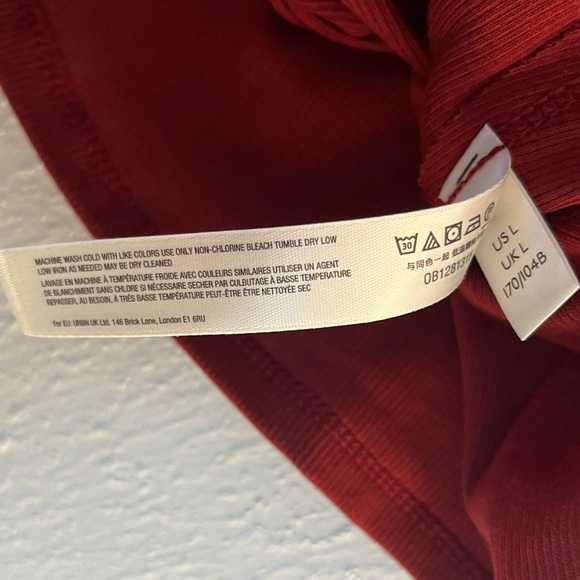 MACHINE WASH COLD WITH LIKE COLORS USE ONLY NON-CHLORINE BLEACH TUMBLE DRY LOW
LOW IRON AS NEEDED MAY BE DRY CLEANED
LAVAGE EN MACHINE À TEMPÉRATURE FROIDE AVEC COULEURS SIMILAIRES UTILISER UN AGENT
DE BLANCHIMENT SANS CHLORE SI NÉCESSAIRE SECHER PAR CULBUTAGE À BASSE TEMPERATURE
REPASSER, AU BESOIN, À TRÈS BASSE TEMPÉRATURE PEUT-ÊTRE ÊTRE NETTOYÉE SEC
For EU: URBN UK Ltd. 146 Brick Lane, London E1 6RU
30
与同色一起
0B128131
US L
UK L
170/104B